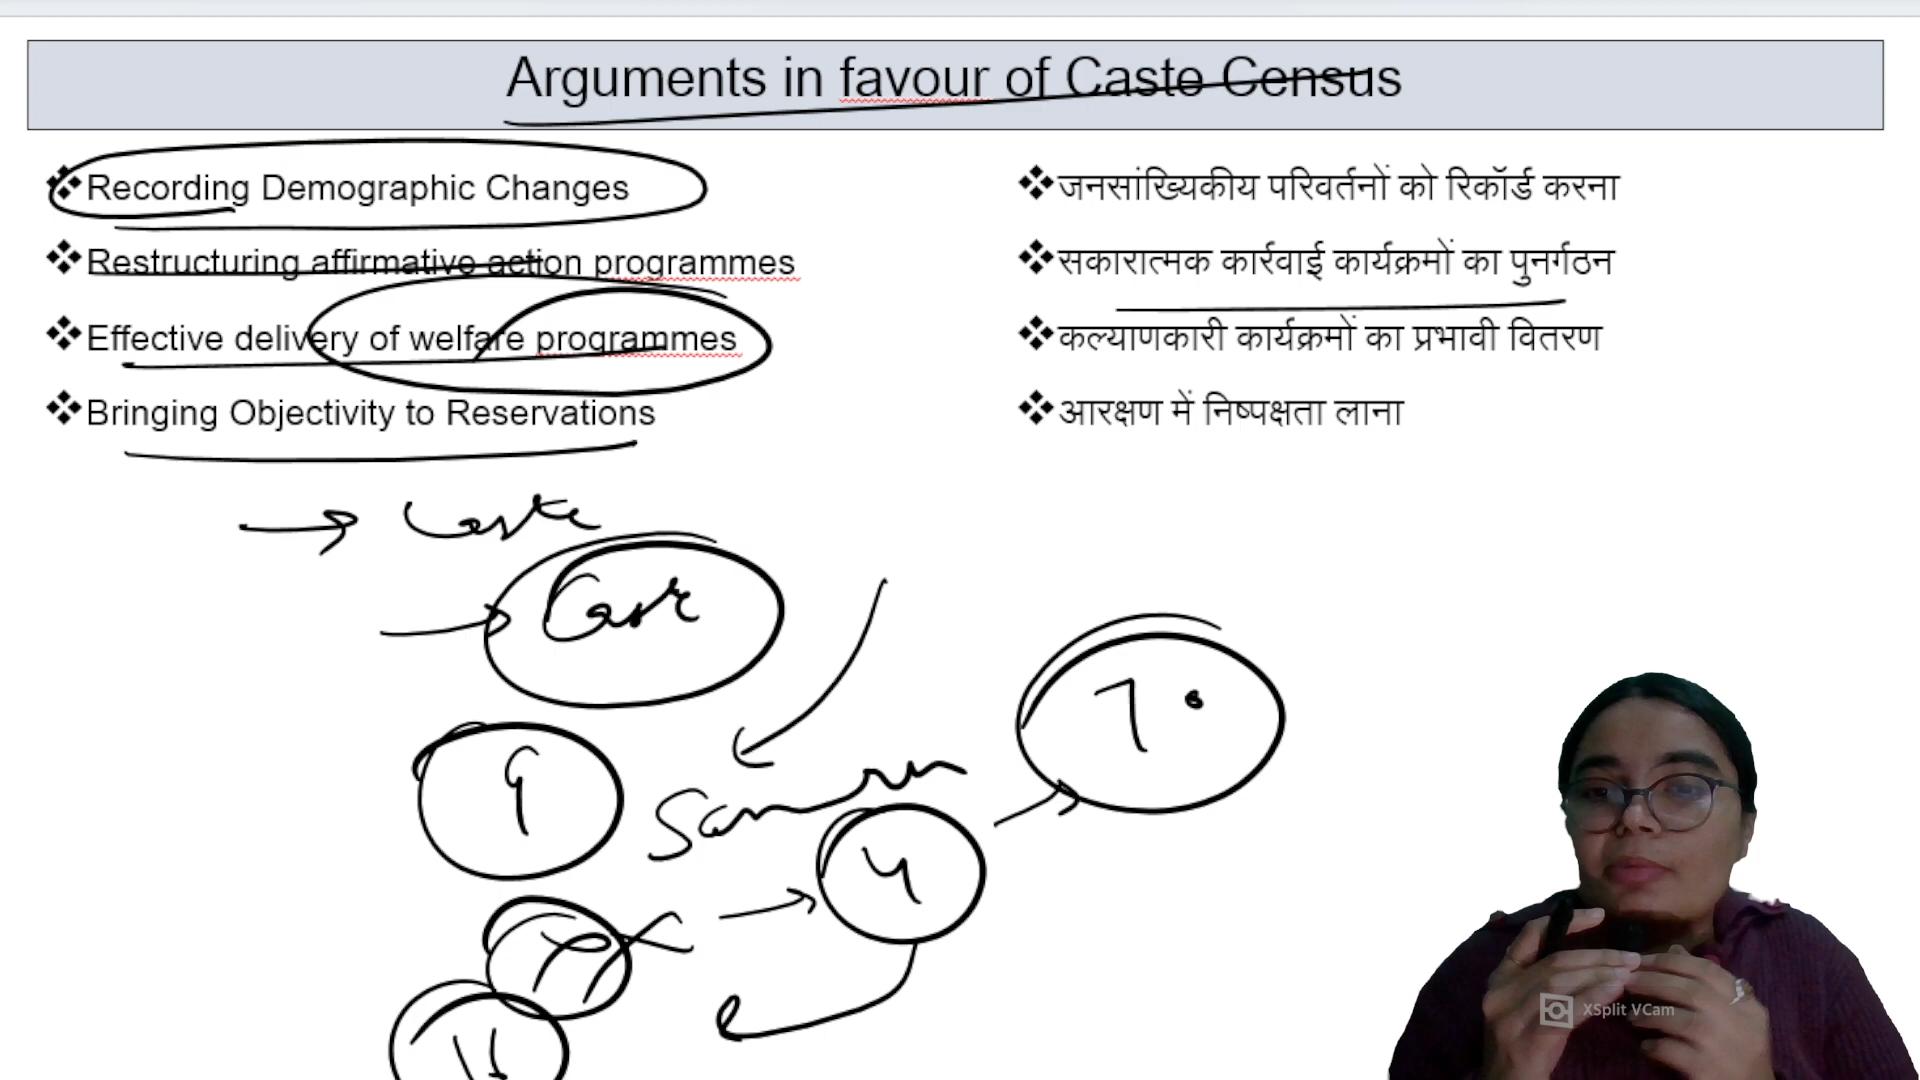 Arguments in favour of Caste Census
❖Recording Demographic Changes
❖Restructuring affirmative action programmes
❖Effective delivery of welfare programmes
❖Bringing Objectivity to Reservations
❖जनसांख्यिकीय परिवर्तनों को रिकॉर्ड करना
❖सकारात्मक कार्रवाई कार्यक्रमों का पुनर्गठन
❖कल्याणकारी कार्यक्रमों का प्रभावी वितरण
❖आरक्षण में निष्पक्षता लाना
→ Caste
XSplit VCam